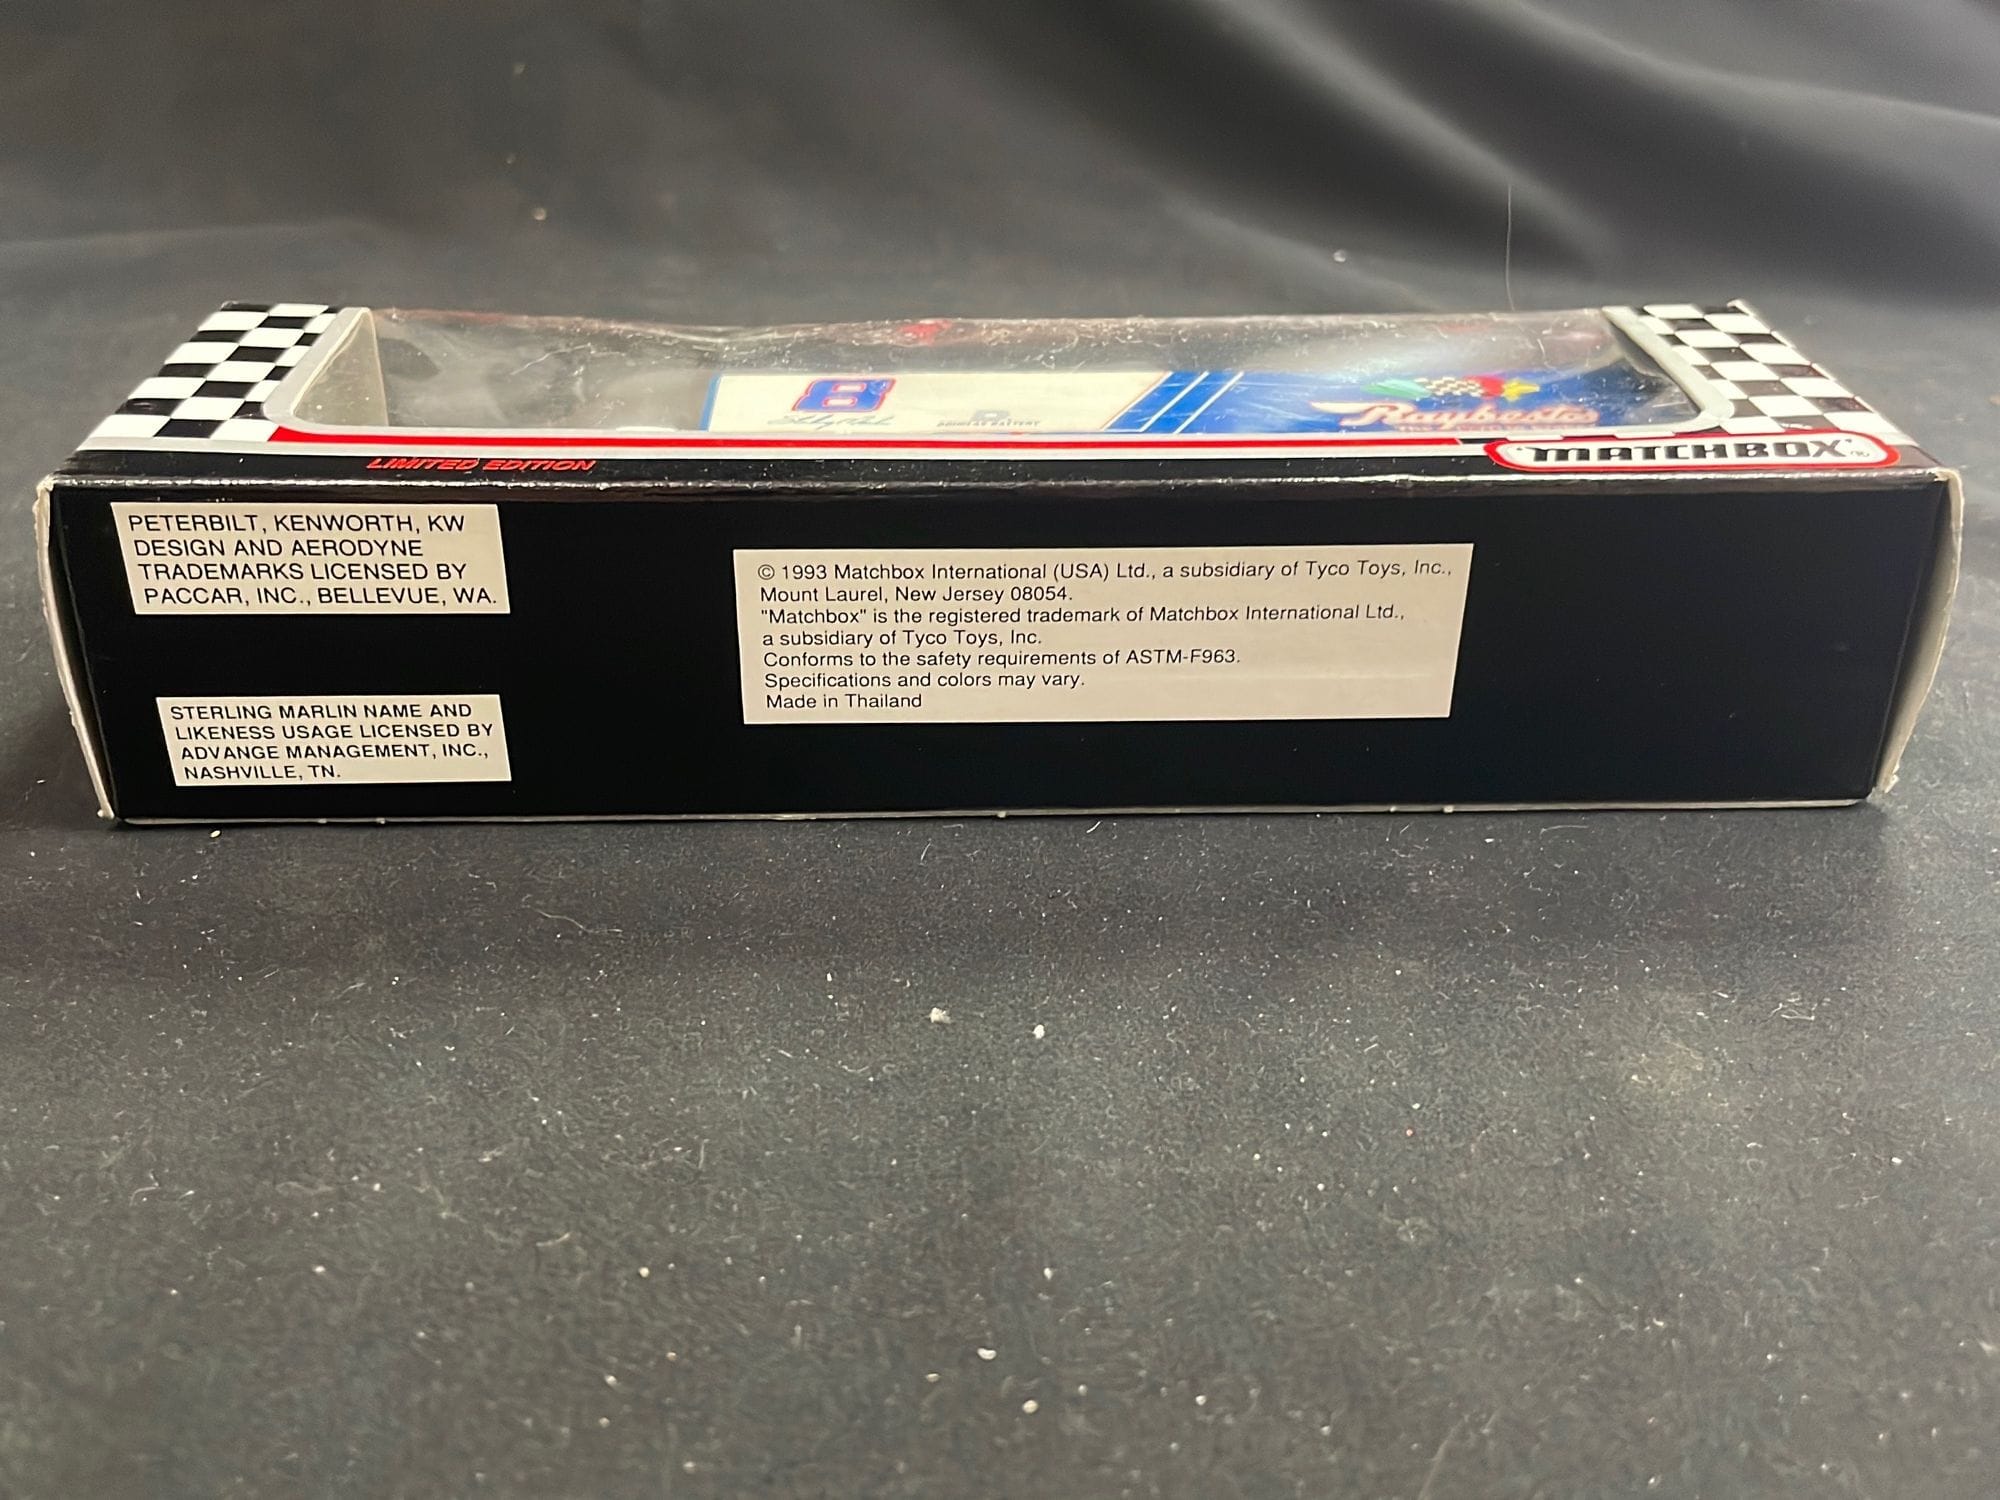 8
Raybestos
LIMITED EDITION
"MATCHBOX"®
PETERBILT, KENWORTH, KW
DESIGN AND AERODYNE
TRADEMARKS LICENSED BY
PACCAR, INC., BELLEVUE, WA.
STERLING MARLIN NAME AND
LIKENESS USAGE LICENSED BY
ADVANGE MANAGEMENT, INC.,
NASHVILLE, TN.
© 1993 Matchbox International (USA) Ltd., a subsidiary of Tyco Toys, Inc.,
Mount Laurel, New Jersey 08054.
"Matchbox" is the registered trademark of Matchbox International Ltd.,
a subsidiary of Tyco Toys, Inc.
Conforms to the safety requirements of ASTM-F963.
Specifications and colors may vary.
Made in Thailand